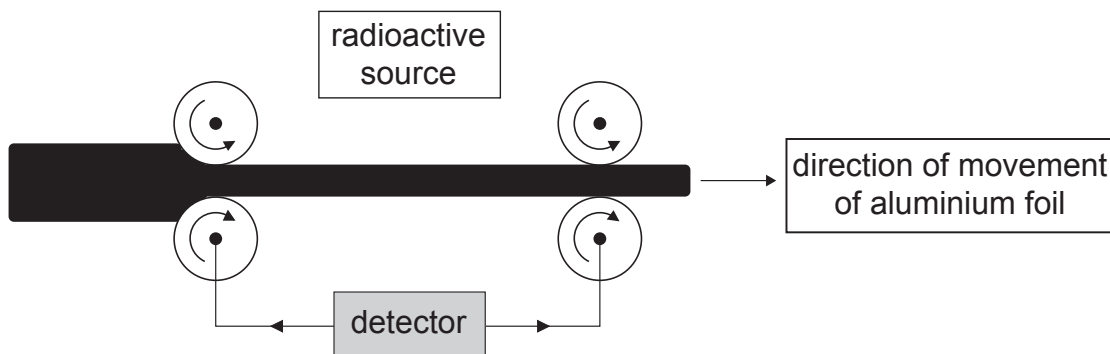 radioactive
source
direction of movement
of aluminium foil
detector